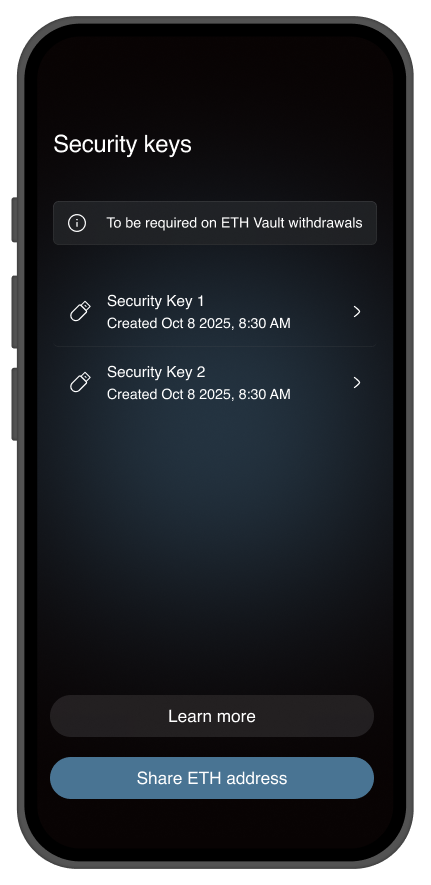 Security keys
To be required on ETH Vault withdrawals
Security Key 1
Created Oct 8 2025, 8:30 AM
Security Key 2
Created Oct 8 2025, 8:30 AM
Learn more
Share ETH address